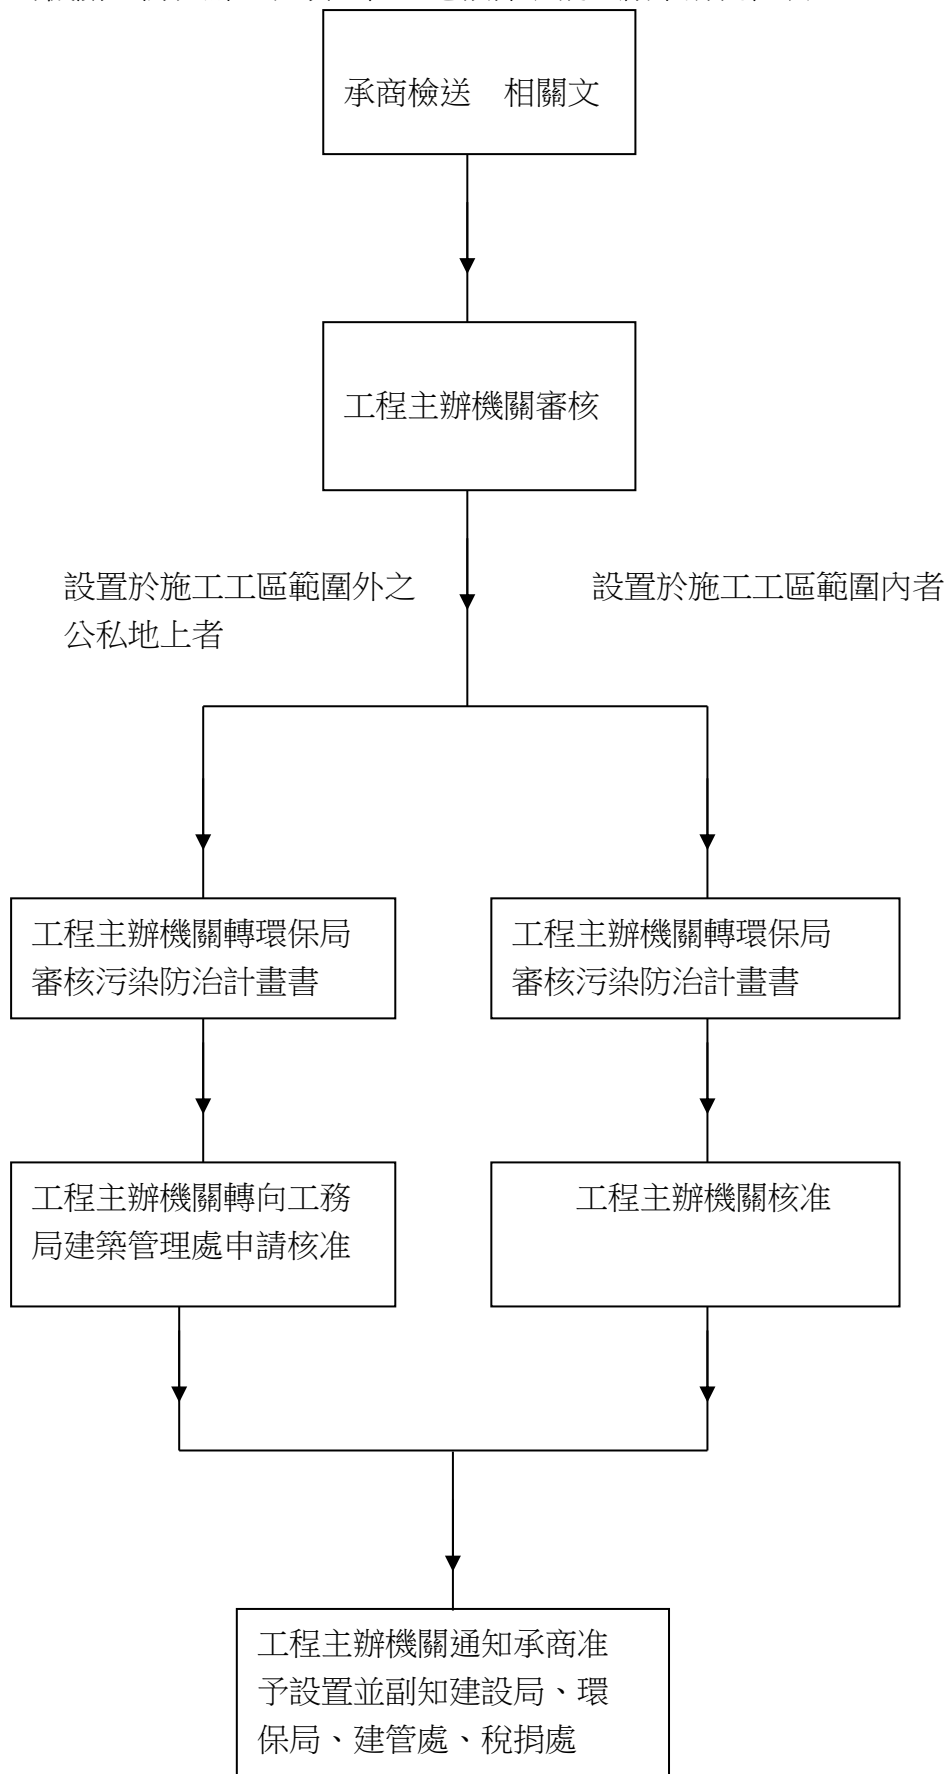 承商檢送　相關文
工程主辦機關審核
設置於施工工區範圍外之
公私地上者
設置於施工工區範圍內者
工程主辦機關轉環保局
審核污染防治計畫書
工程主辦機關轉環保局
審核污染防治計畫書
工程主辦機關轉向工務
局建築管理處申請核准
工程主辦機關核准
工程主辦機關通知承商准
予設置並副知建設局、環
保局、建管處、稅捐處